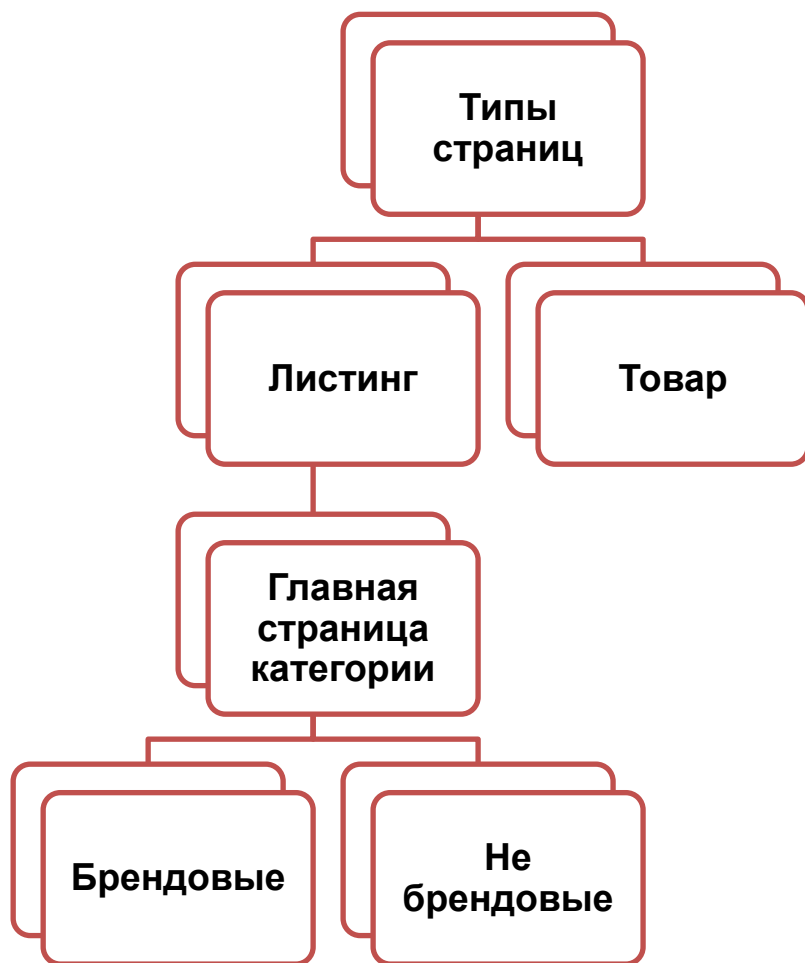 Типы
страниц
Листинг
Товар
Главная
страница
категории
Брендовые
Не
брендовые